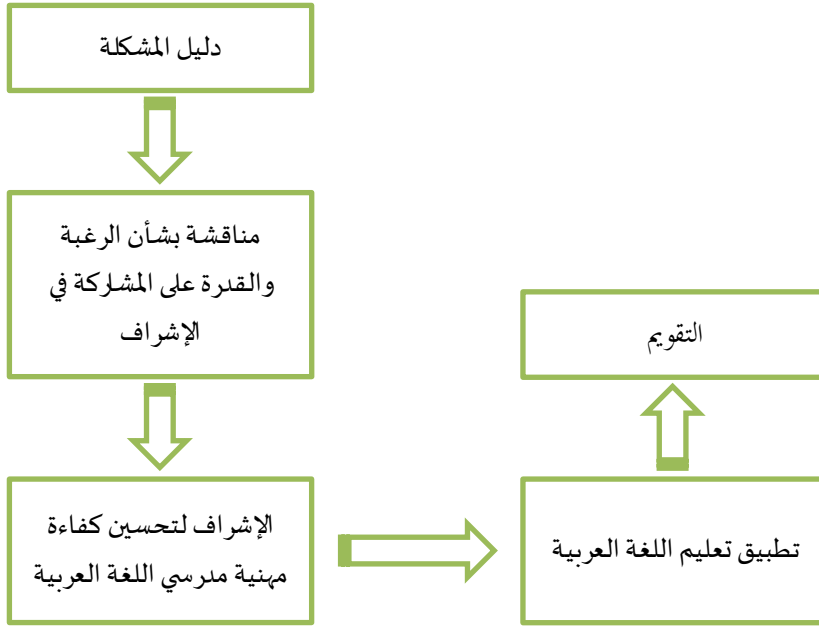 دليل المشكلة
مناقشة بشأن الرغبة
والقدرة على المشاركة في
الإشراف
الإشراف لتحسين كفاءة
مهنية مدرسي اللغة العربية
تطبيق تعليم اللغة العربية
التقويم